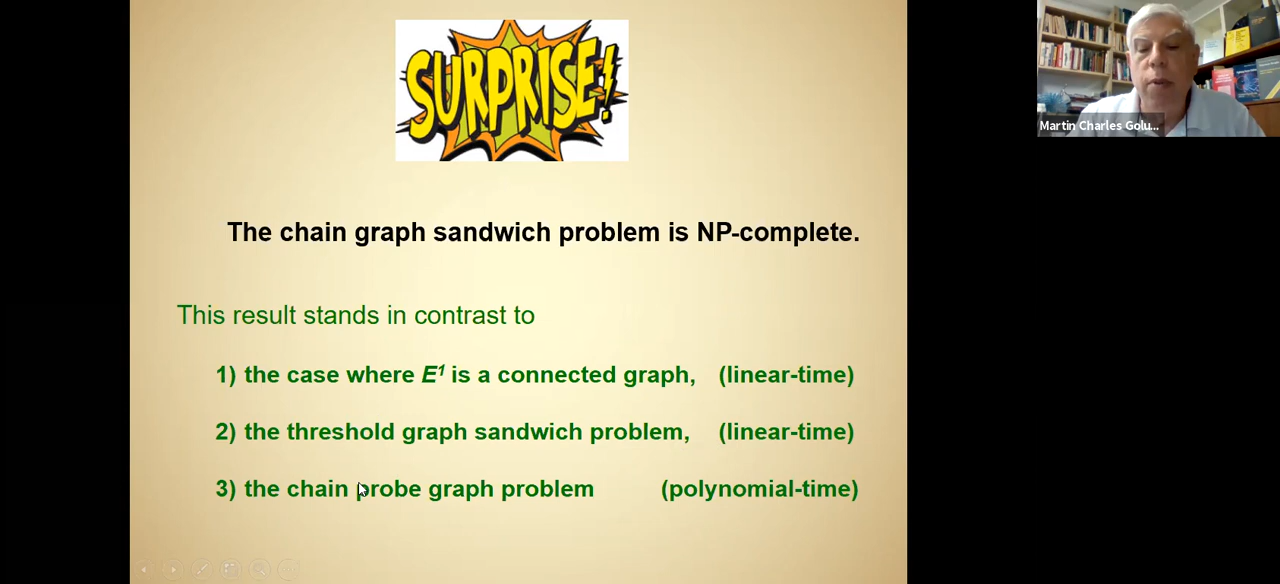 SURPRISE!
Martin Charles Golu...
The chain graph sandwich problem is NP-complete.
This result stands in contrast to
1) the case where E¹ is a connected graph, (linear-time)
2) the threshold graph sandwich problem, (linear-time)
3) the chain probe graph problem (polynomial-time)